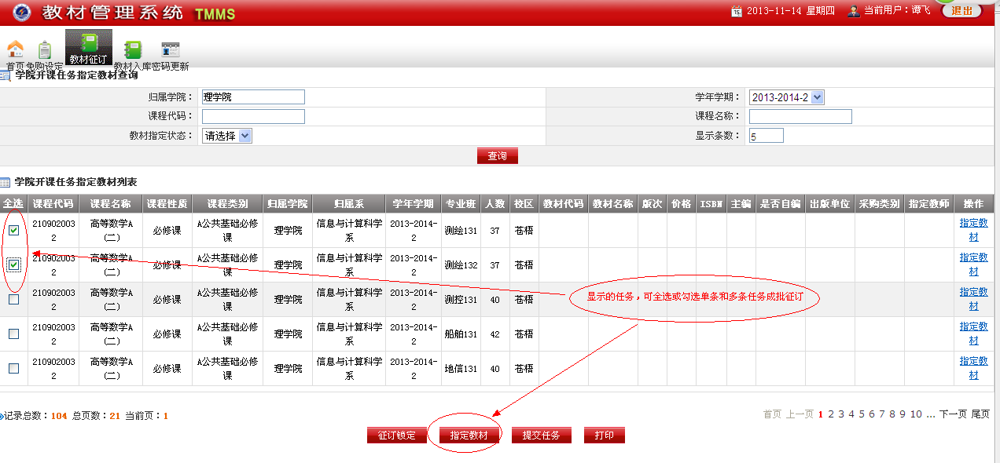 教材管理系统 TMMS 2013-11-14 星期四 当前用户：谭飞 退出
首页 免购设定 教材征订 教材入库 密码更新
学院开课任务指定教材查询
归属学院： 理学院 学年学期： 2013-2014-2
课程代码： 课程名称：
教材指定状态： 请选择 显示条数： 5
查询
学院开课任务指定教材列表
全选 课程代码 课程名称 课程性质 课程类别 归属学院 归属系 学年学期 专业班 人数 校区 教材代码 教材名称 版次 价格 ISBN 主编 是否自编 出版单位 采购类别 指定教师 操作
210902003 高等数学A A公共基础必修 信息与计算科学 2013-2014- 指定教
2 （二） 必修课 课 理学院 系 2 测绘131 37 苍梧 材
210902003 高等数学A A公共基础必修 信息与计算科学 2013-2014- 指定教
2 （二） 必修课 课 理学院 系 2 测绘132 37 苍梧 材
210902003 高等数学A A公共基础必修 信息与计算科学 2013-2014- 指定教
2 （二） 必修课 课 理学院 系 2 测控131 40 苍梧 材
显示的任务，可全选或勾选单条和多条任务成批征订
210902003 高等数学A A公共基础必修 信息与计算科学 2013-2014- 指定教
2 （二） 必修课 课 理学院 系 2 船舶131 42 苍梧 材
210902003 高等数学A A公共基础必修 信息与计算科学 2013-2014- 指定教
2 （二） 必修课 课 理学院 系 2 地信131 40 苍梧 材
记录总数：104 总页数：21 当前页：1 首页 上一页 1 2 3 4 5 6 7 8 9 10 ... 下一页 尾页
征订锁定 指定教材 提交任务 打印